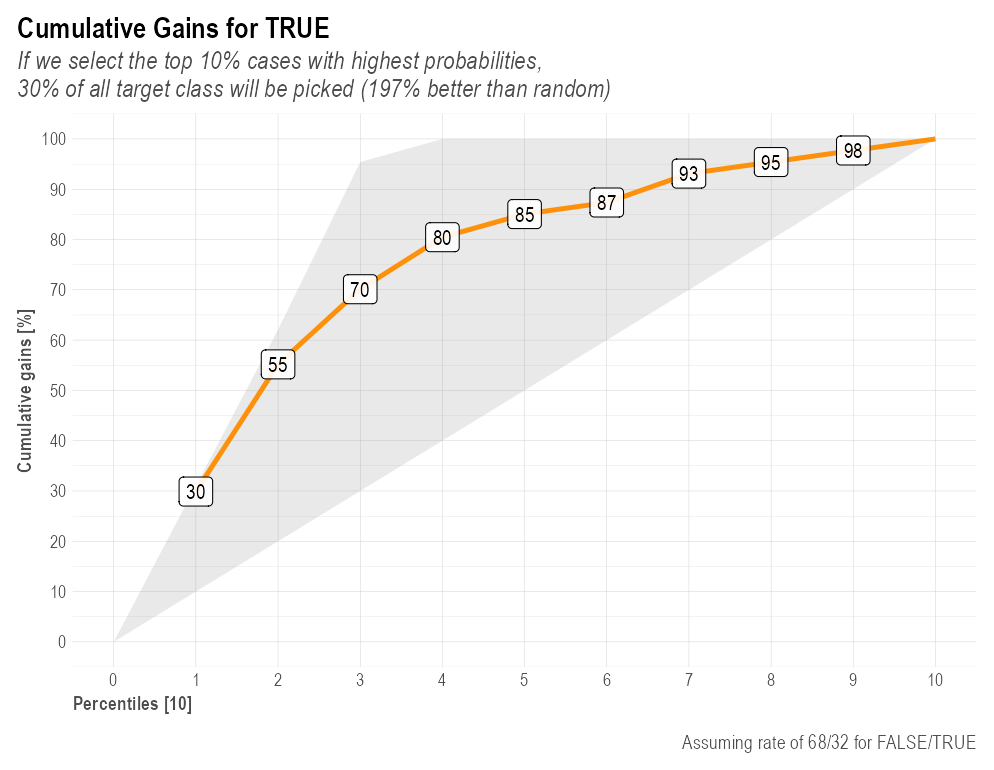 Cumulative Gains for TRUE
If we select the top 10% cases with highest probabilities,
30% of all target class will be picked (197% better than random)
Cumulative gains [%]
100
90
80
70
60
50
40
30
20
10
0
30
55
70
80
85
87
93
95
98
0 1 2 3 4 5 6 7 8 9 10
Percentiles [10]
Assuming rate of 68/32 for FALSE/TRUE